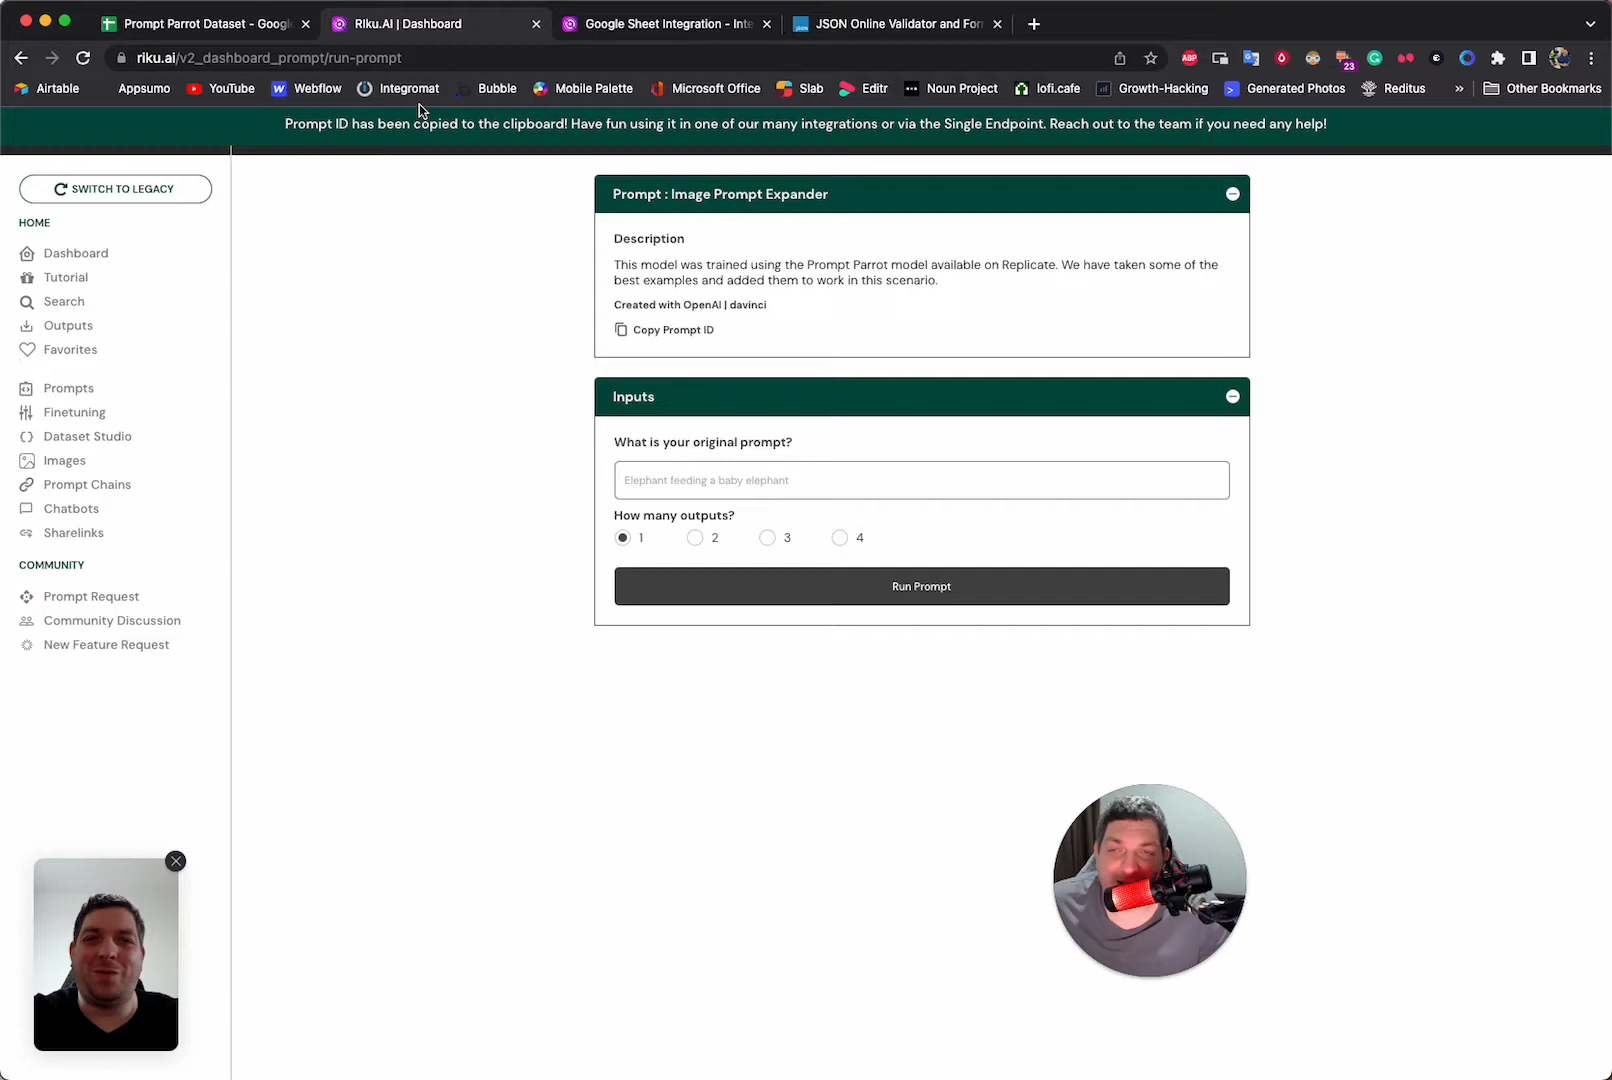 Prompt Parrot Dataset - Google
Riku.AI | Dashboard
Google Sheet Integration - Inte
JSON Online Validator and For
riku.ai/v2_dashboard_prompt/run-prompt
ABP
23
Airtable
Appsumo
YouTube
W Webflow
Integromat
Bubble
Mobile Palette
Microsoft Office
Slab
Editr
Noun Project
lofi.cafe
Growth-Hacking
Generated Photos
Reditus
»
Other Bookmarks
Prompt ID has been copied to the clipboard! Have fun using it in one of our many integrations or via the Single Endpoint. Reach out to the team if you need any help!
SWITCH TO LEGACY
HOME
Dashboard
Tutorial
Search
Outputs
Favorites
Prompts
Finetuning
Dataset Studio
Images
Prompt Chains
Chatbots
Sharelinks
COMMUNITY
Prompt Request
Community Discussion
New Feature Request
Prompt : Image Prompt Expander
Description
This model was trained using the Prompt Parrot model available on Replicate. We have taken some of the
best examples and added them to work in this scenario.
Created with OpenAI | davinci
Copy Prompt ID
Inputs
What is your original prompt?
Elephant feeding a baby elephant
How many outputs?
1 2 3 4
Run Prompt